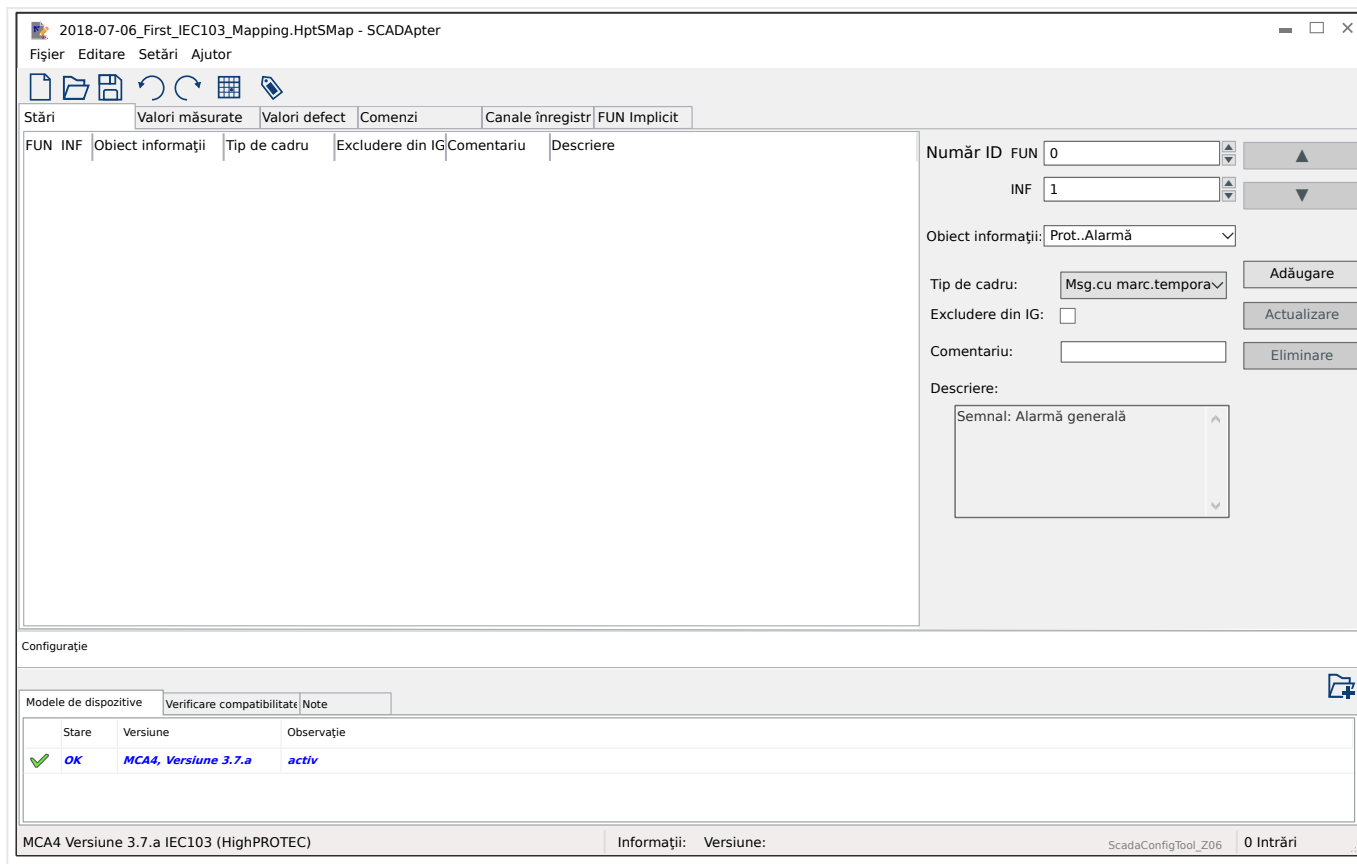 2018-07-06_First_IEC103_Mapping.HptSMap - SCADApter
Fișier Editare Setări Ajutor
Stări Valori măsurate Valori defect Comenzi Canale înregistr FUN Implicit
FUN INF Obiect informații Tip de cadru Excludere din IG Comentariu Descriere
Număr ID FUN 0
INF 1
Obiect informații: Prot..Alarmă
Adăugare
Tip de cadru: Msg.cu marc.tempora
Excludere din IG: Actualizare
Comentariu: Eliminare
Descriere:
Semnal: Alarmă generală
Configurație
Modele de dispozitive Verificare compatibilitate Note
Stare Versiune Observație
OK MCA4, Versiune 3.7.a activ
MCA4 Versiune 3.7.a IEC103 (HighPROTEC) Informații: Versiune: ScadaConfigTool_Z06 0 Intrări